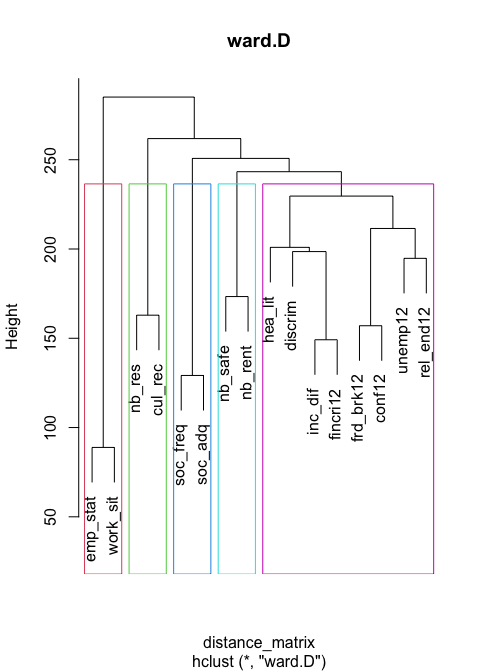 ward.D
Height
250
200
150
100
50
emp_stat
work_sit
nb_res
cul_rec
soc_freq
soc_adq
nb_safe
nb_rent
hea_lit
discrim
inc_dif
fincri12
frd_brk12
conf12
unemp12
rel_end12
distance_matrix
hclust (*, "ward.D")